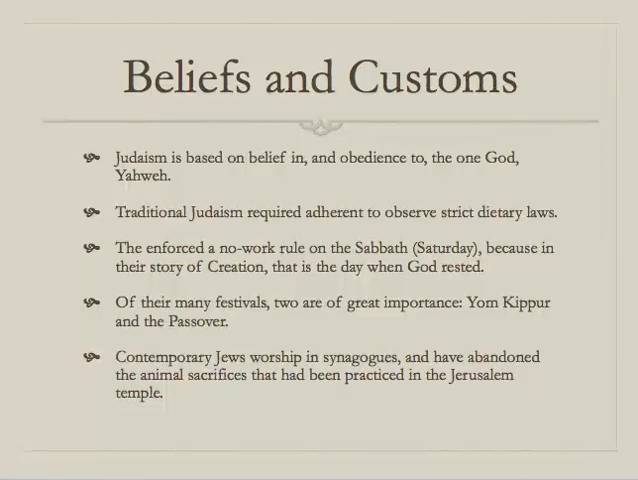 Beliefs and Customs
Judaism is based on belief in, and obedience to, the one God,
Yahweh.
Traditional Judaism required adherent to observe strict dietary laws.
The enforced a no-work rule on the Sabbath (Saturday), because in
their story of Creation, that is the day when God rested.
Of their many festivals, two are of great importance: Yom Kippur
and the Passover.
Contemporary Jews worship in synagogues, and have abandoned
the animal sacrifices that had been practiced in the Jerusalem
temple.